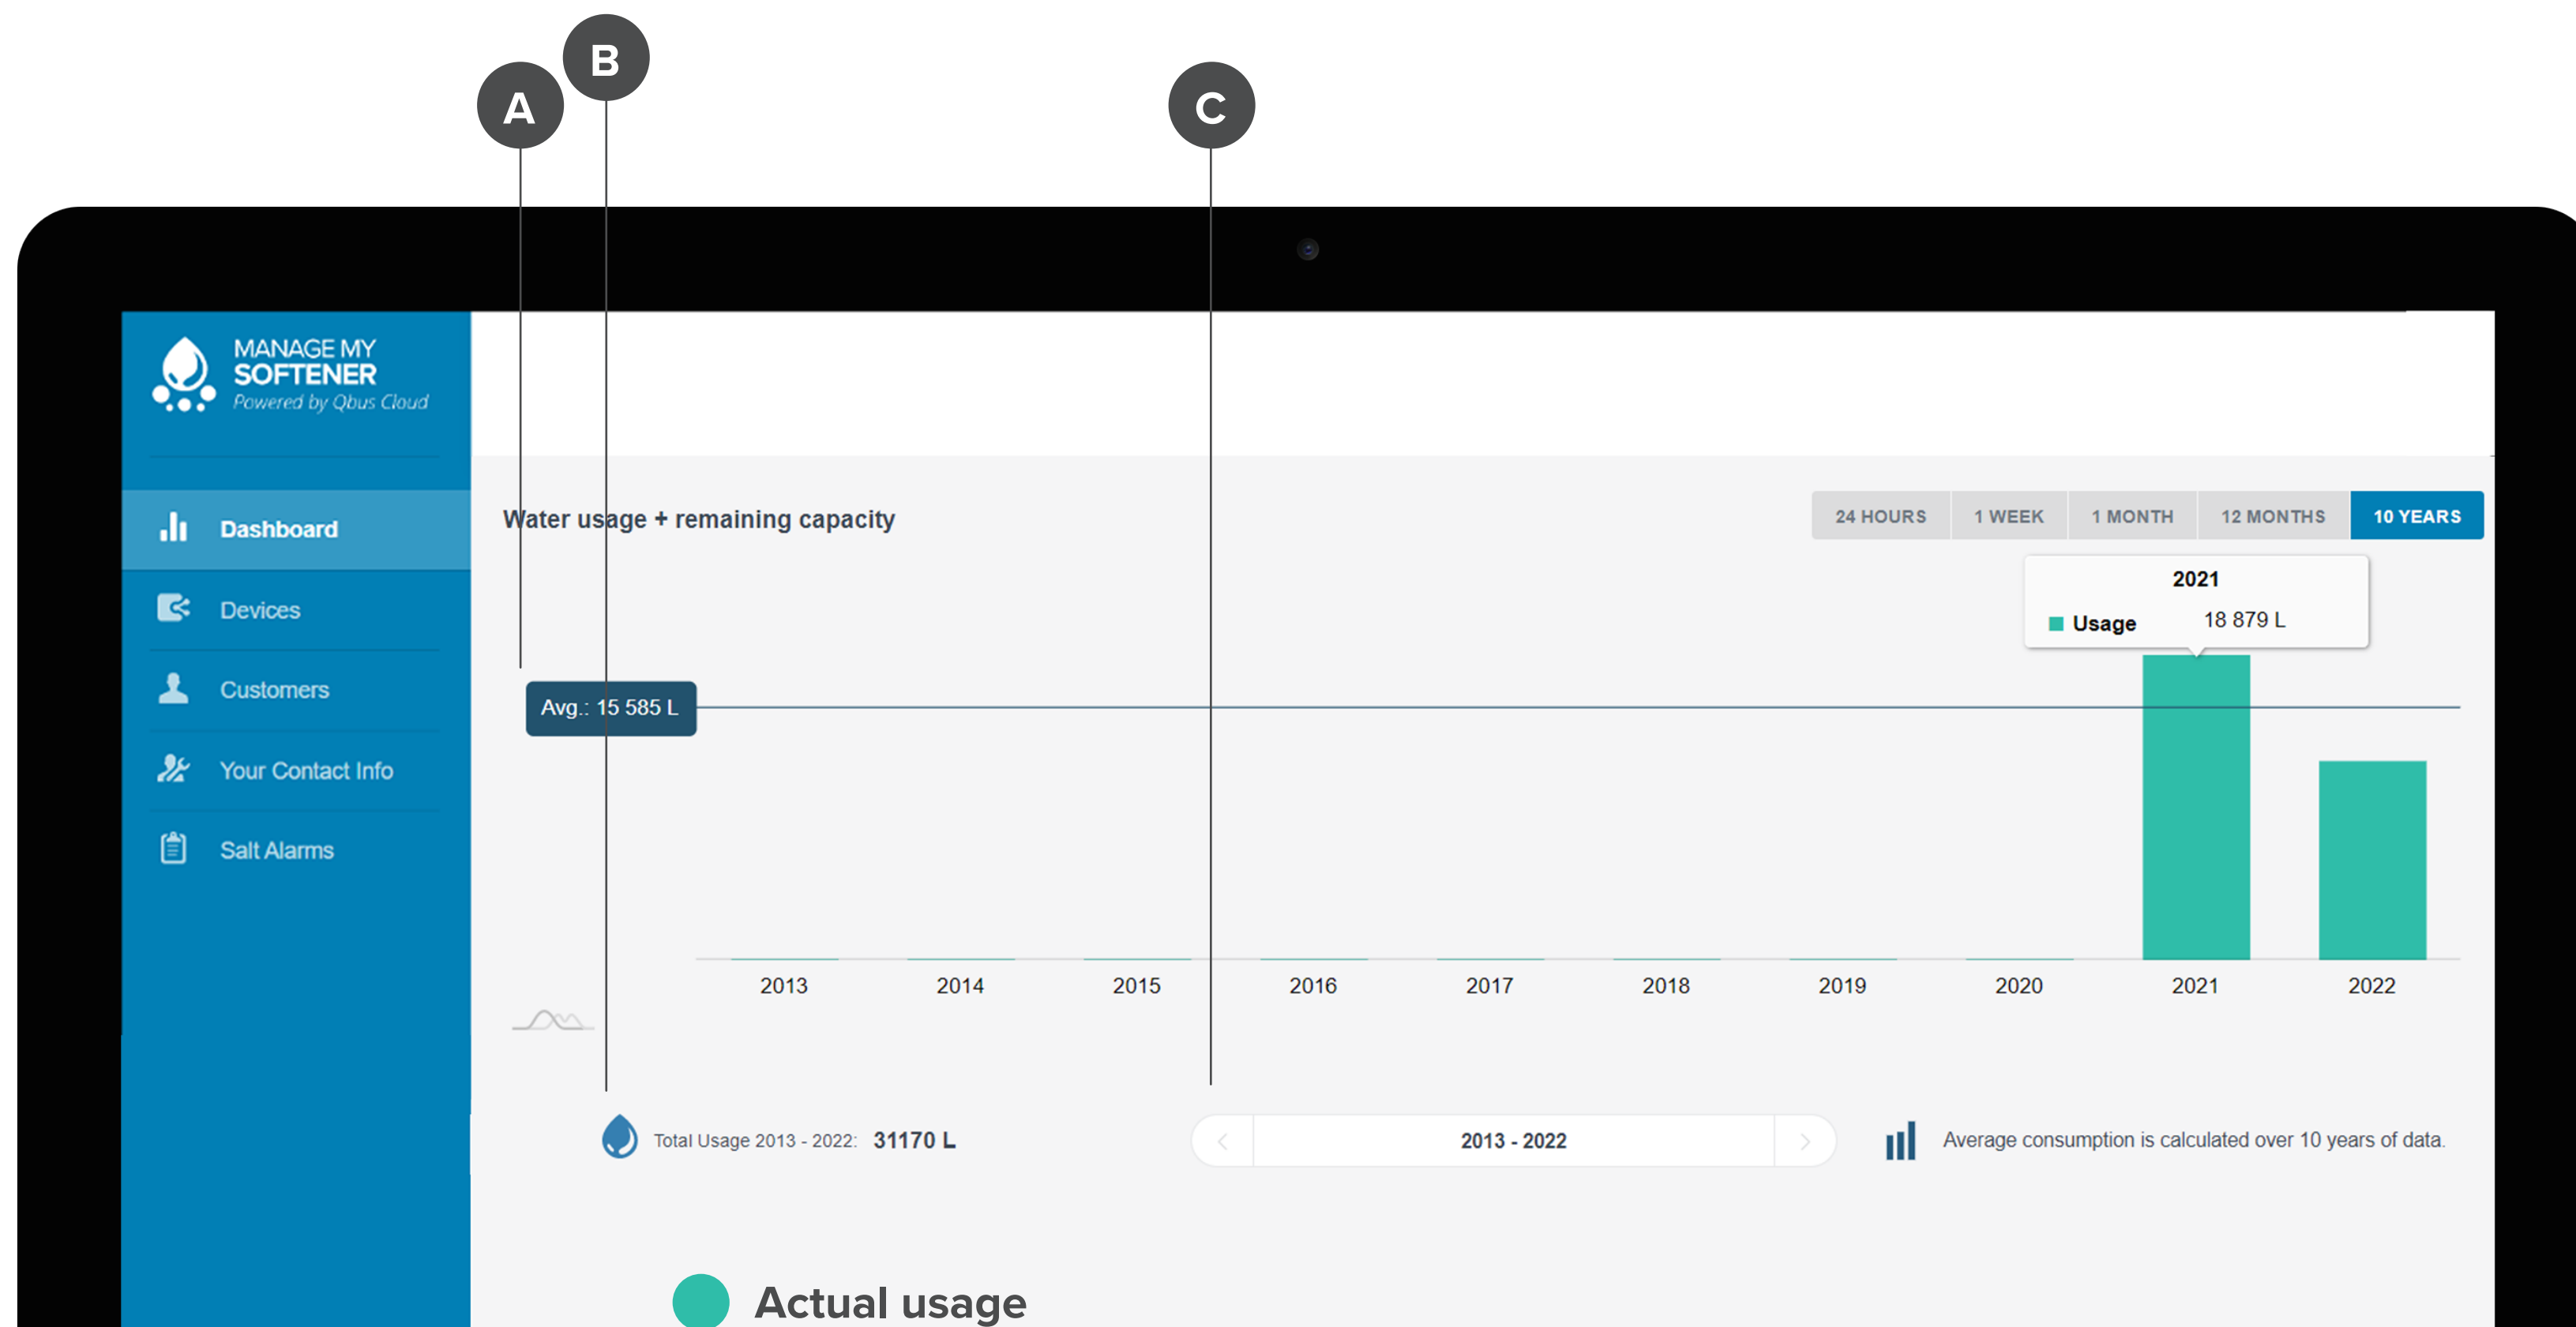 B
A
C
MANAGE MY
SOFTENER
Powered by Qbus Cloud
Dashboard
Devices
Customers
Your Contact Info
Salt Alarms
Water usage + remaining capacity
24 HOURS 1 WEEK 1 MONTH 12 MONTHS 10 YEARS
2021
Usage 18 879 L
Avg.: 15 585 L
2013 2014 2015 2016 2017 2018 2019 2020 2021 2022
Total Usage 2013 - 2022: 31170 L
2013 - 2022
Average consumption is calculated over 10 years of data.
Actual usage